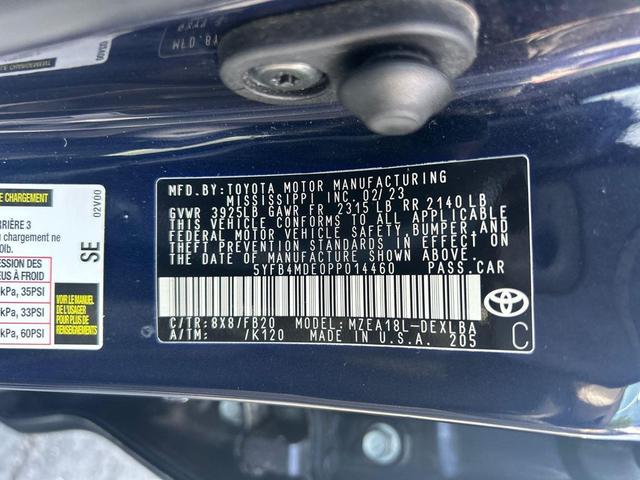 MFD.BY:TOYOTA MOTOR MANUFACTURING
MISSISSIPPI INC. 02/23
GVWR 3925LB GAWR FR 2315LB RR 2140LB
THIS VEHICLE CONFORMS TO ALL APPLICABLE
FEDERAL MOTOR VEHICLE SAFETY, BUMPER, AND
THEFT PREVENTION STANDARDS IN EFFECT ON
THE DATE OF MANUFACTURE SHOWN ABOVE.
5YFB4MDE0PP014460 PASS.CAR
C/TR: 8X8/FB20 MODEL: MZEA18L-DEXLBA
A/TM: /K120 MADE IN U.S.A. 205
C
E CHARGEMENT
RRIÈRE 3
u chargement ne
0lb.
ESSION DES
EUS À FROID
kPa, 35PSI
kPa, 33PSI
kPa, 60PSI
VOIR LE MANUEL
DE L'USAGER
POUR PLUS
D'INFORMATIONS
SE
02V00